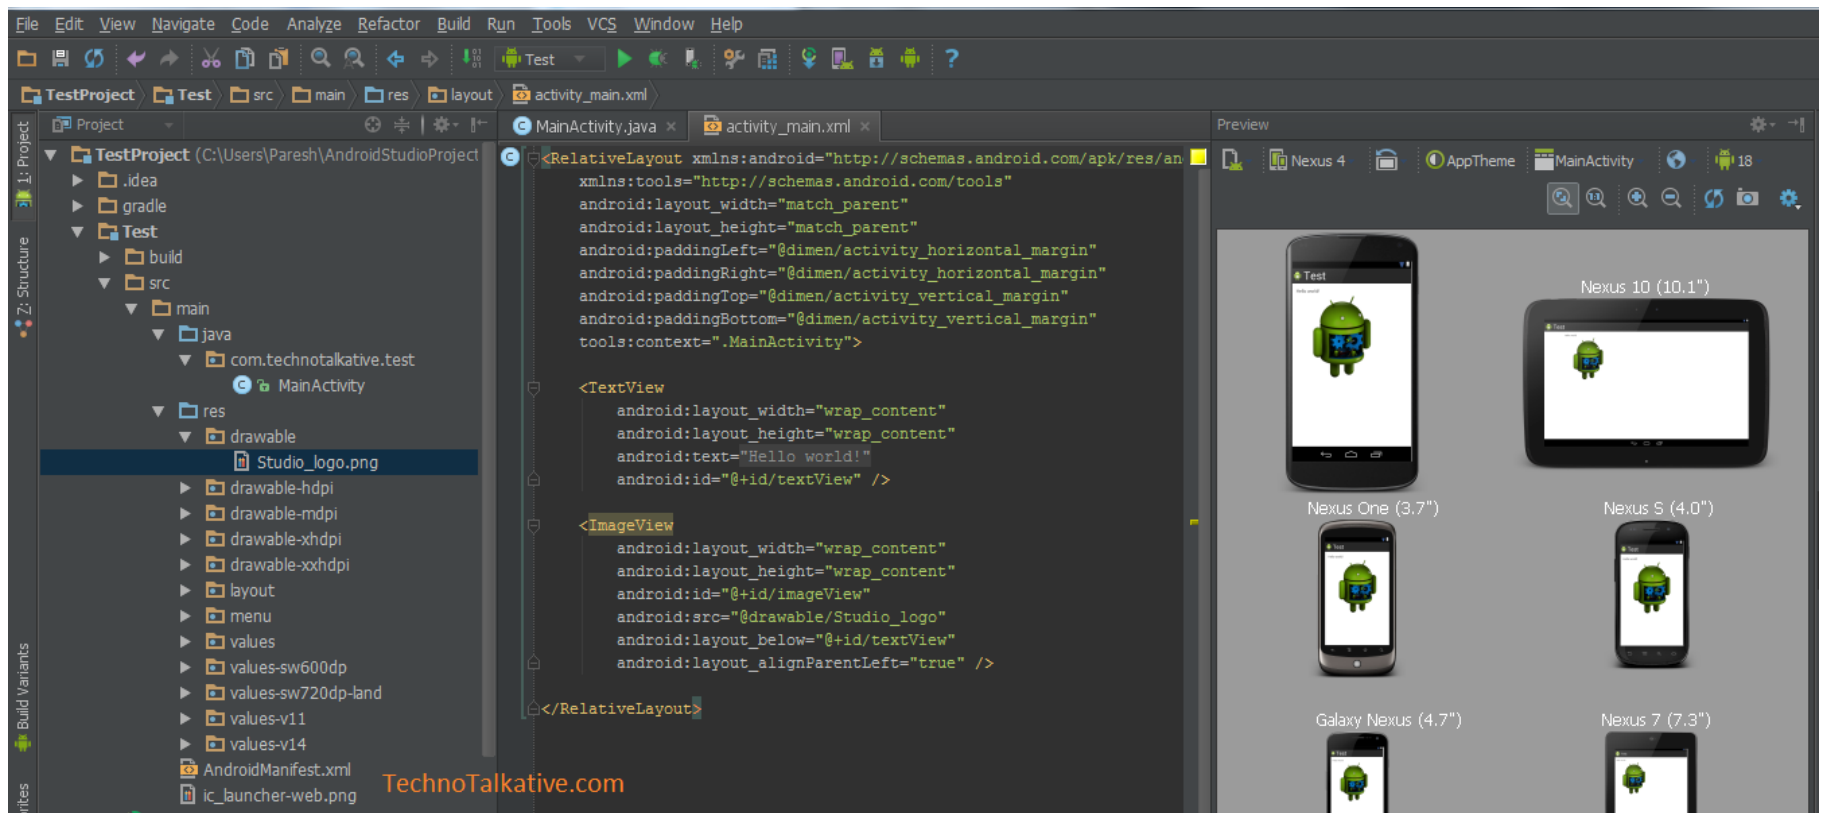 File Edit View Navigate Code Analyze Refactor Build Run Tools VCS Window Help
Test
TestProject Test src main res layout activity_main.xml
Project
MainActivity.java activity_main.xml
Preview
1: Project
Z: Structure
Build Variants
TestProject (C:\Users\Paresh\AndroidStudioProject
.idea
gradle
Test
build
src
main
java
com.technotalkative.test
MainActivity
res
drawable
Studio_logo.png
drawable-hdpi
drawable-mdpi
drawable-xhdpi
drawable-xxhdpi
layout
menu
values
values-sw600dp
values-sw720dp-land
values-v11
values-v14
AndroidManifest.xml
ic_launcher-web.png
<RelativeLayout xmlns:android="http://schemas.android.com/apk/res/an
xmlns:tools="http://schemas.android.com/tools"
android:layout_width="match_parent"
android:layout_height="match_parent"
android:paddingLeft="@dimen/activity_horizontal_margin"
android:paddingRight="@dimen/activity_horizontal_margin"
android:paddingTop="@dimen/activity_vertical_margin"
android:paddingBottom="@dimen/activity_vertical_margin"
tools:context=".MainActivity">
<TextView
android:layout_width="wrap_content"
android:layout_height="wrap_content"
android:text="Hello world!"
android:id="@+id/textView" />
<ImageView
android:layout_width="wrap_content"
android:layout_height="wrap_content"
android:id="@+id/imageView"
android:src="@drawable/Studio_logo"
android:layout_below="@+id/textView"
android:layout_alignParentLeft="true" />
</RelativeLayout>
TechnoTalkative.com
Nexus 4 AppTheme MainActivity 18
Test
Hello world!
Nexus 10 (10.1")
Test
Nexus One (3.7")
Test
Nexus S (4.0")
Test
Galaxy Nexus (4.7")
Test
Nexus 7 (7.3")